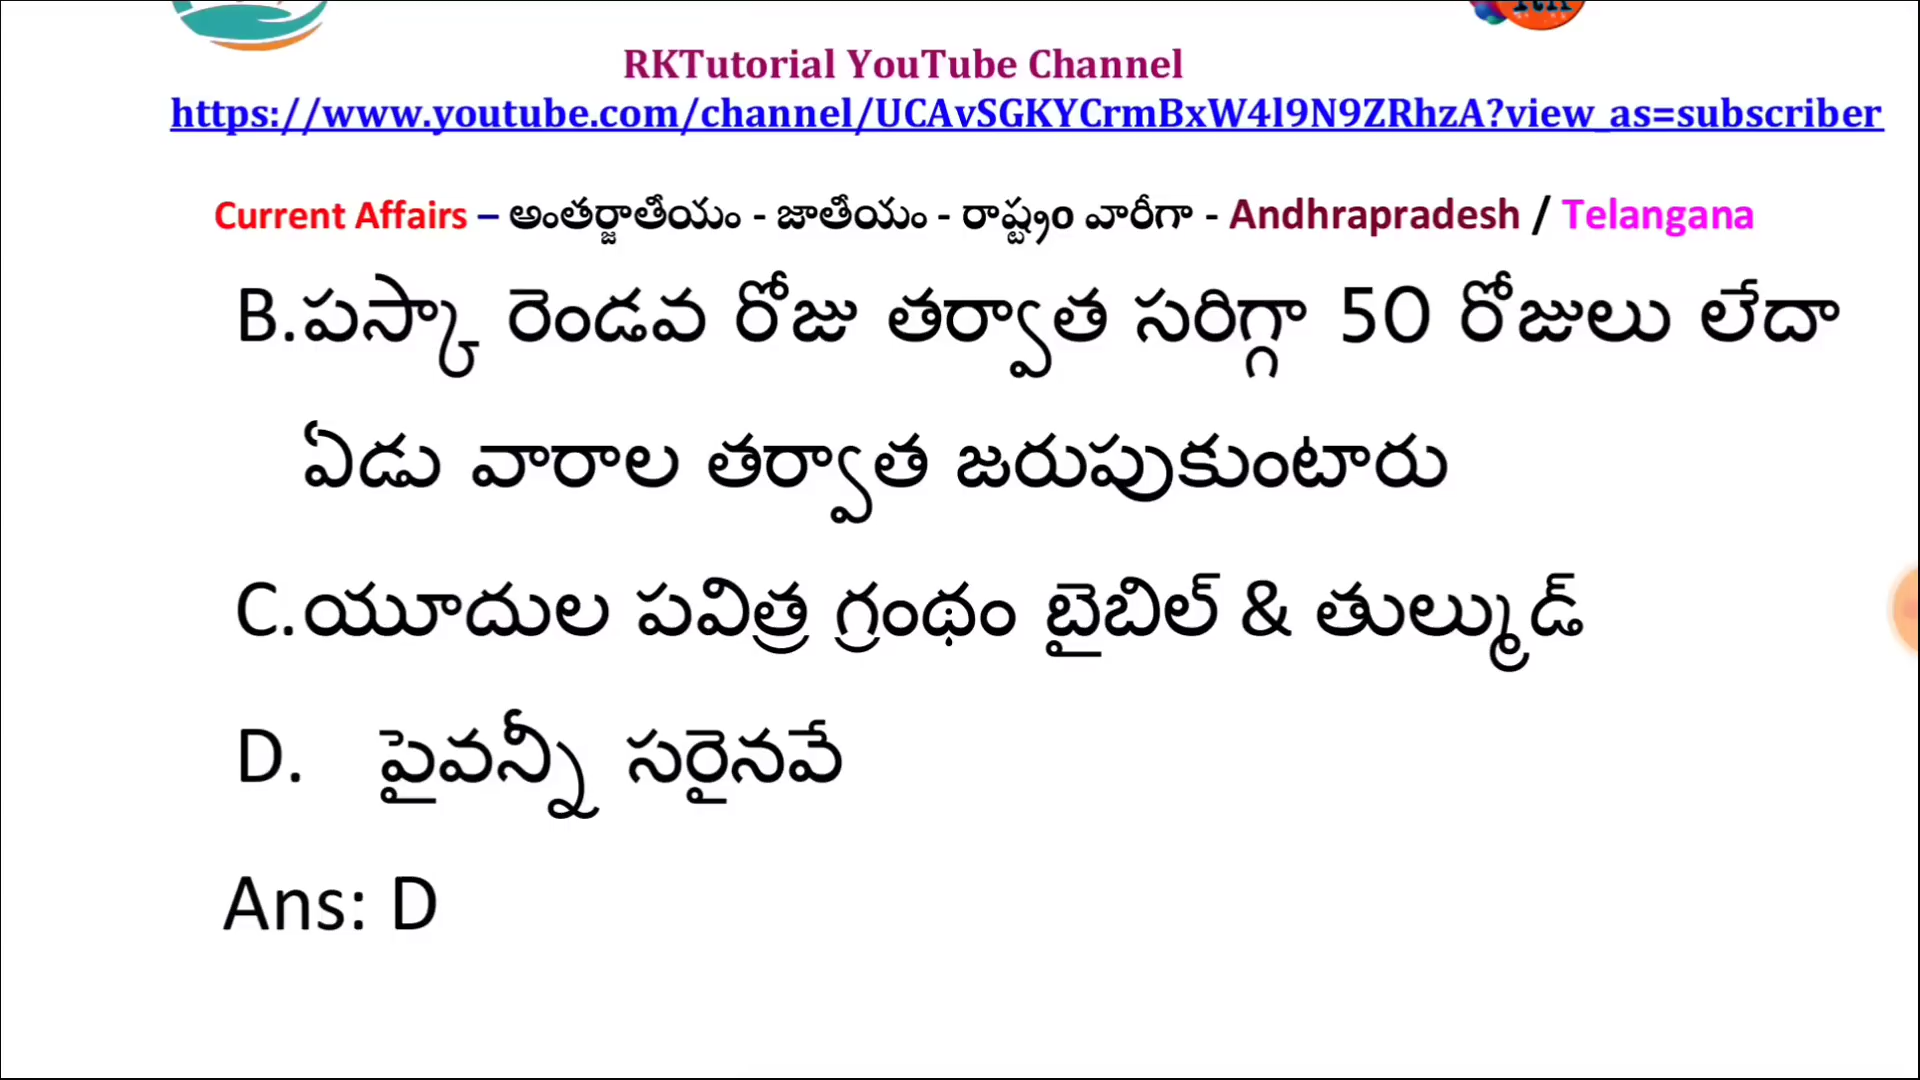 RKTutorial YouTube Channel
https://www.youtube.com/channel/UCAvSGKYCrmBxW4l9N9ZRhzA?view_as=subscriber
Current Affairs – అంతర్జాతీయం - జాతీయం - రాష్ట్రం వారీగా - Andhrapradesh / Telangana
B.పస్కా రెండవ రోజు తర్వాత సరిగ్గా 50 రోజులు లేదా
ఏడు వారాల తర్వాత జరుపుకుంటారు
C.యూదుల పవిత్ర గ్రంథం బైబిల్ & తుల్ముడ్
D. పైవన్నీ సరైనవే
Ans: D